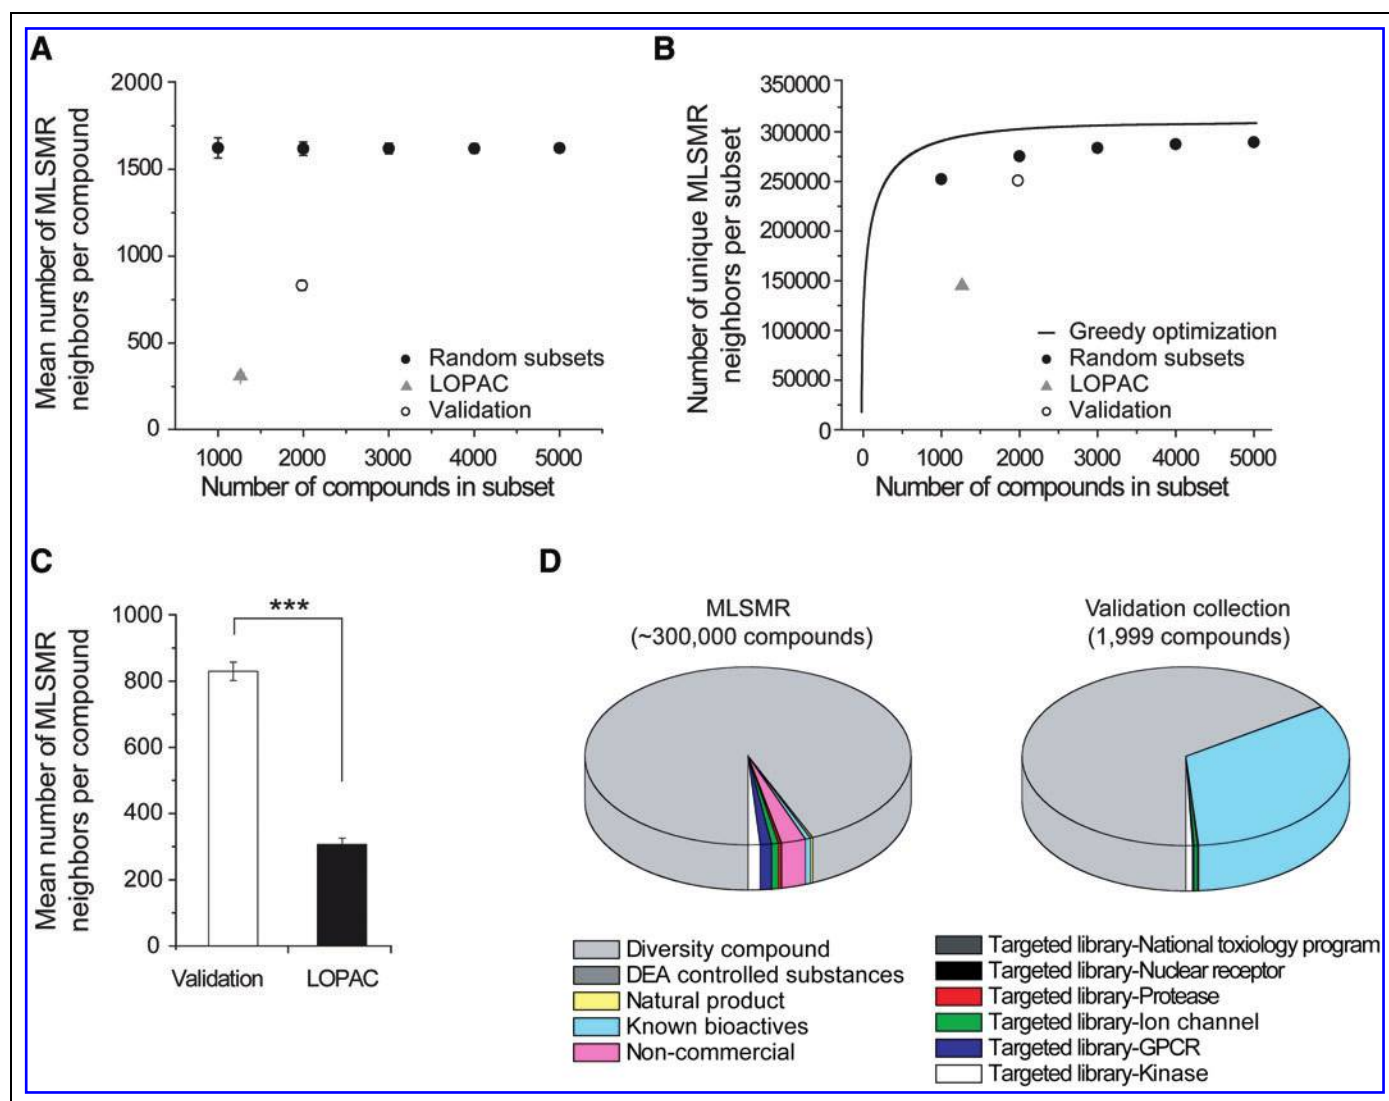 A
2000
1500
1000
500
0
1000 2000 3000 4000 5000
Mean number of MLSMR
neighbors per compound
Number of compounds in subset
Random subsets
LOPAC
Validation
B
350000
300000
250000
200000
150000
100000
50000
0
0 1000 2000 3000 4000 5000
Number of unique MLSMR
neighbors per subset
Number of compounds in subset
Greedy optimization
Random subsets
LOPAC
Validation
C
1000
800
600
400
200
0
***
Mean number of MLSMR
neighbors per compound
Validation LOPAC
D
MLSMR
(~300,000 compounds)
Validation collection
(1,999 compounds)
Diversity compound
DEA controlled substances
Natural product
Known bioactives
Non-commercial
Targeted library-National toxiology program
Targeted library-Nuclear receptor
Targeted library-Protease
Targeted library-Ion channel
Targeted library-GPCR
Targeted library-Kinase